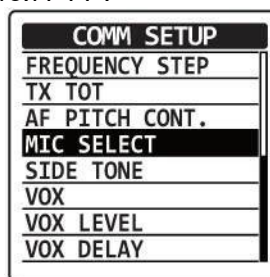 COMM SETUP
FREQUENCY STEP
TX TOT
AF PITCH CONT.
MIC SELECT
SIDE TONE
VOX
VOX LEVEL
VOX DELAY